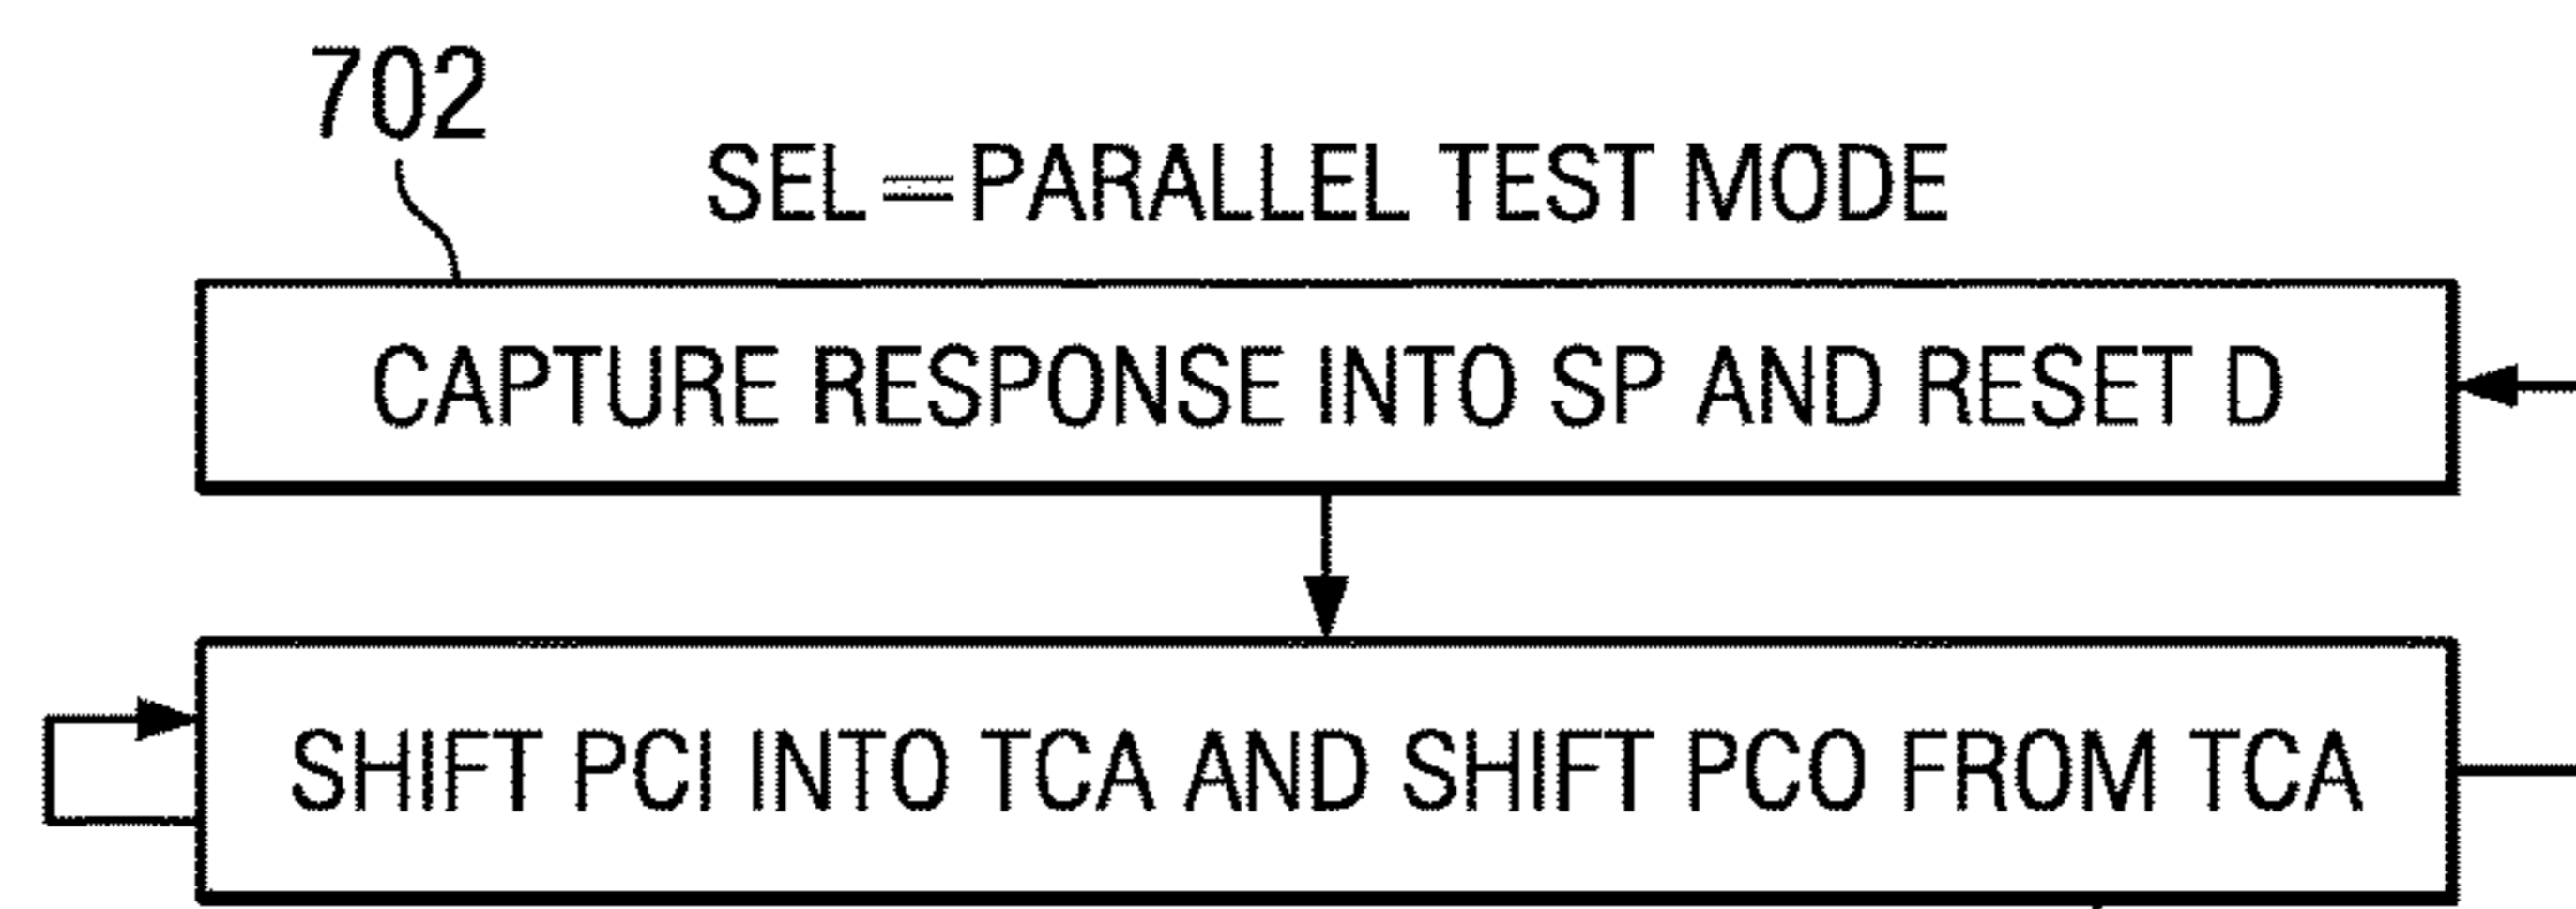 702
SEL=PARALLEL TEST MODE
CAPTURE RESPONSE INTO SP AND RESET D
SHIFT PCI INTO TCA AND SHIFT PCO FROM TCA